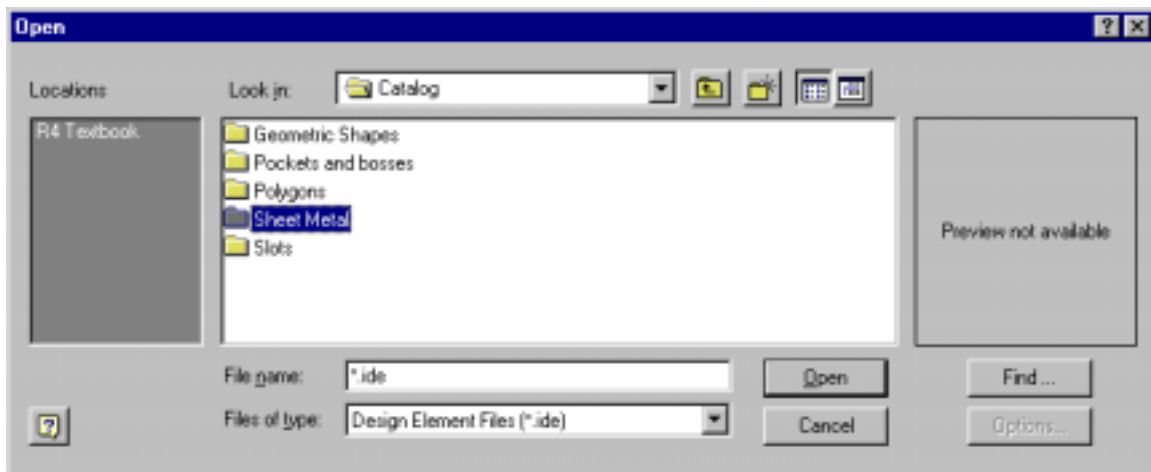 Open
Locations
Look in:
Catalog
R4 Textbook
Geometric Shapes
Pockets and bosses
Polygons
Sheet Metal
Slots
Preview not available
File name:
*.ide
Open
Find ...
Files of type:
Design Element Files (*.ide)
Cancel
Options...